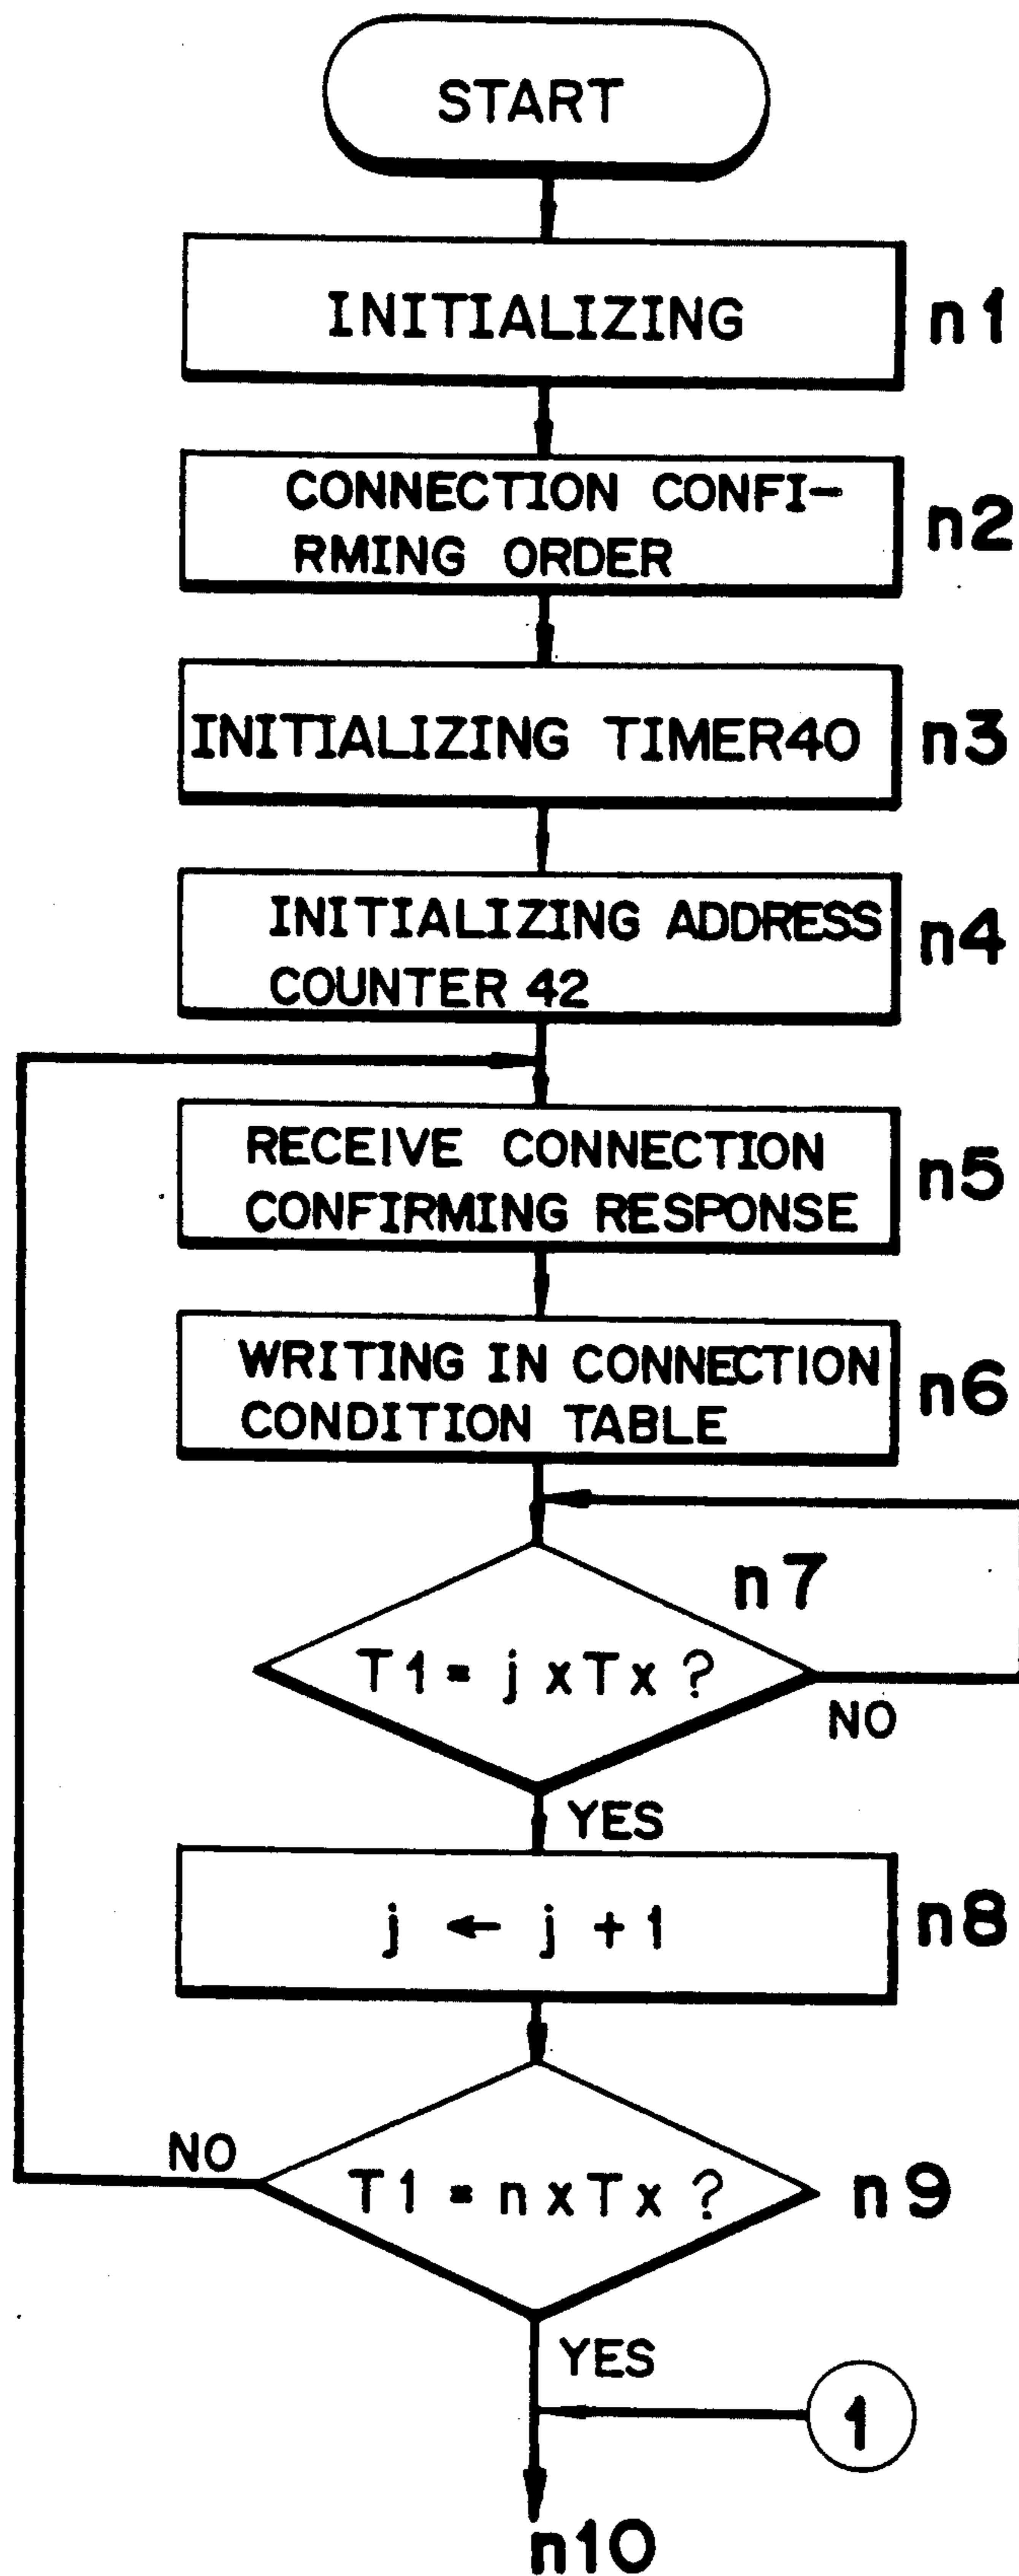 START
INITIALIZING
n1
CONNECTION CONFI-
RMING ORDER
n2
INITIALIZING TIMER40
n3
INITIALIZING ADDRESS
COUNTER 42
n4
RECEIVE CONNECTION
CONFIRMING RESPONSE
n5
WRITING IN CONNECTION
CONDITION TABLE
n6
n7
T1 = j x Tx ?
NO
YES
j ← j + 1
n8
NO
T1 = n x Tx ?
n9
YES
1
n10